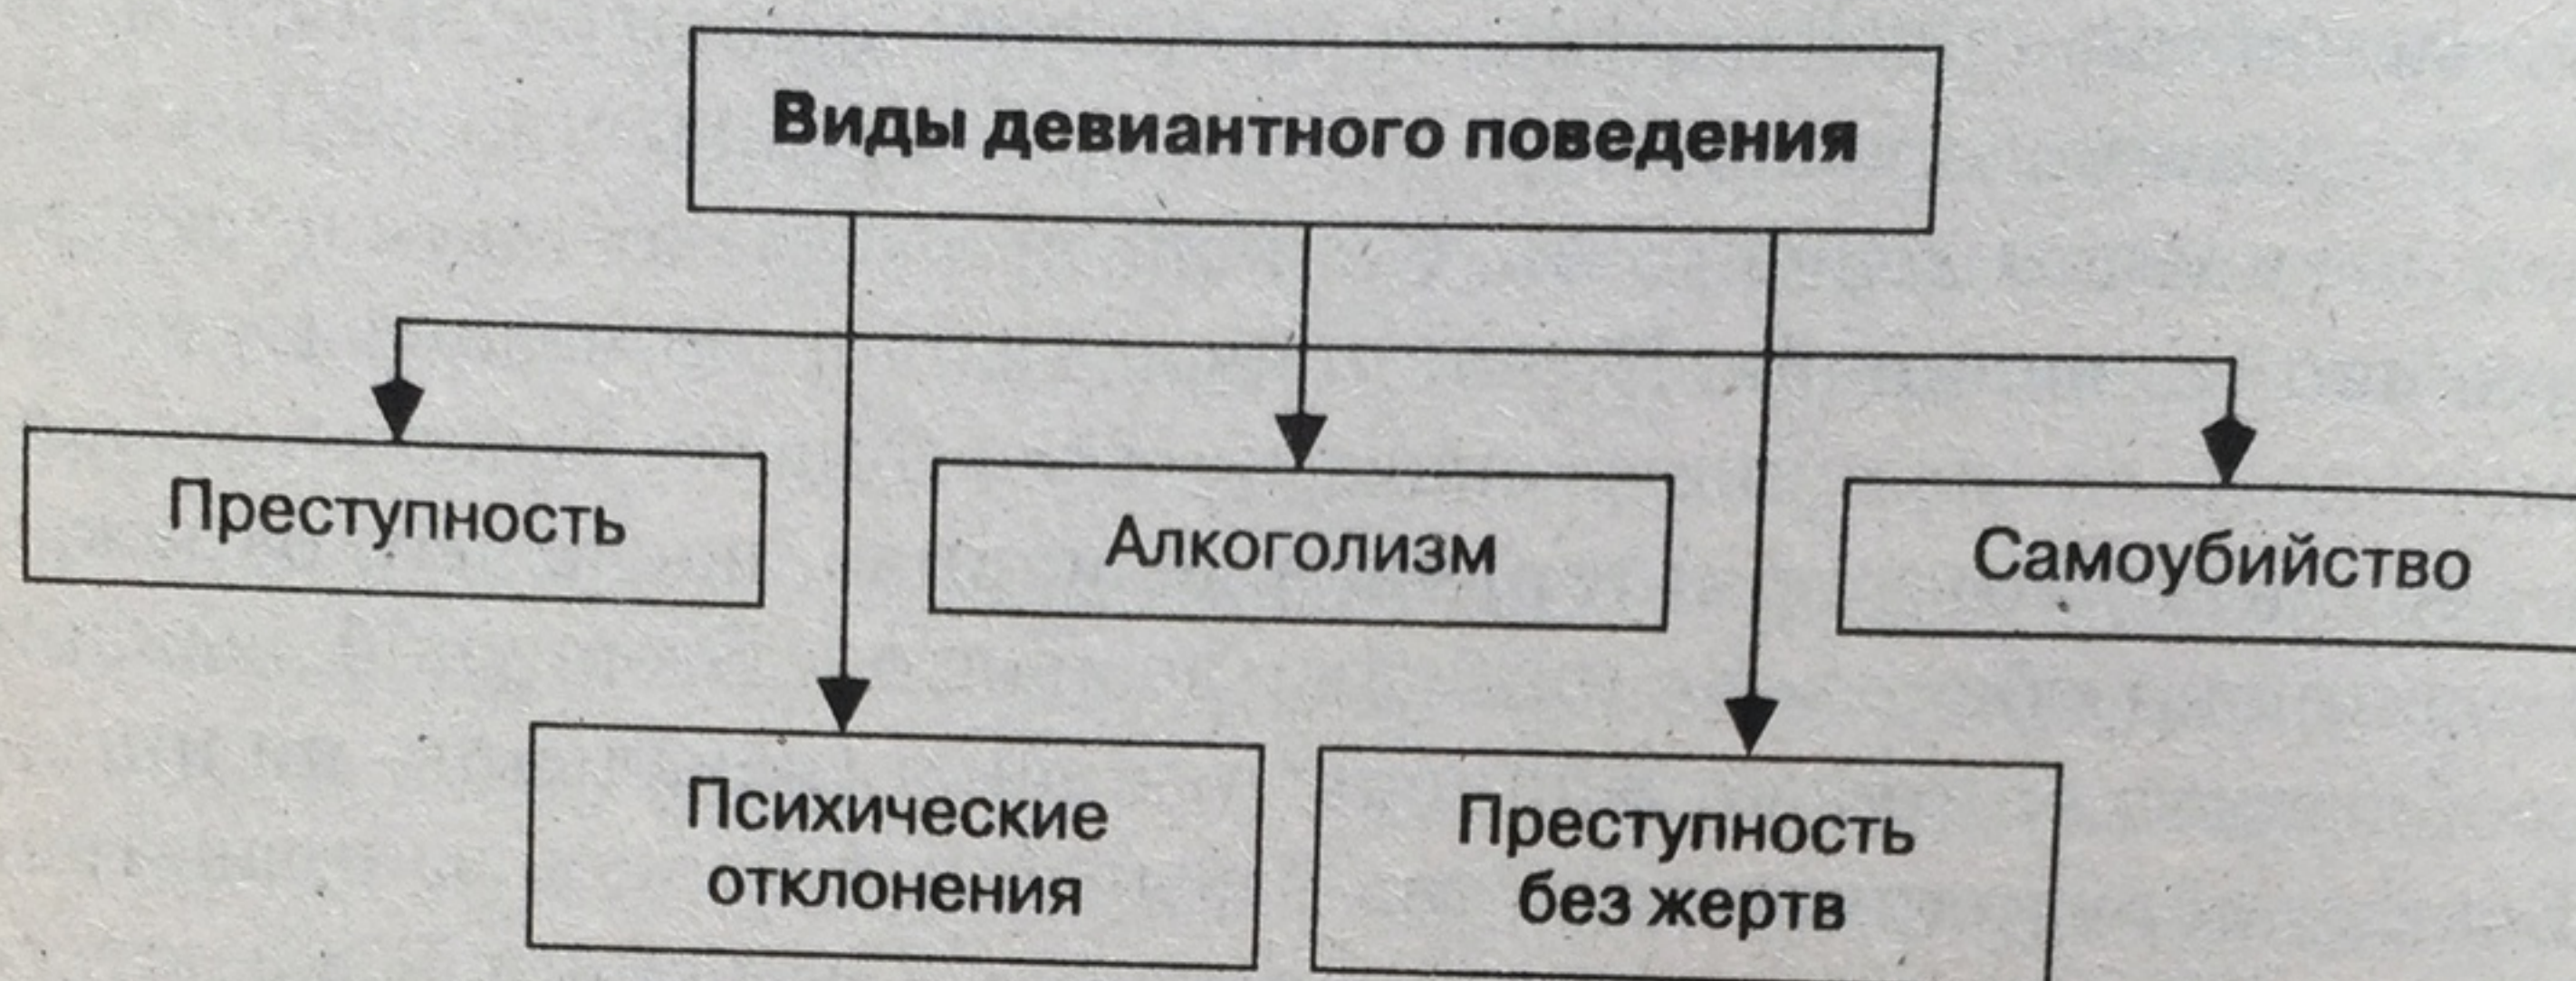 Виды девиантного поведения
Преступность
Алкоголизм
Самоубийство
Психические
отклонения
Преступность
без жертв